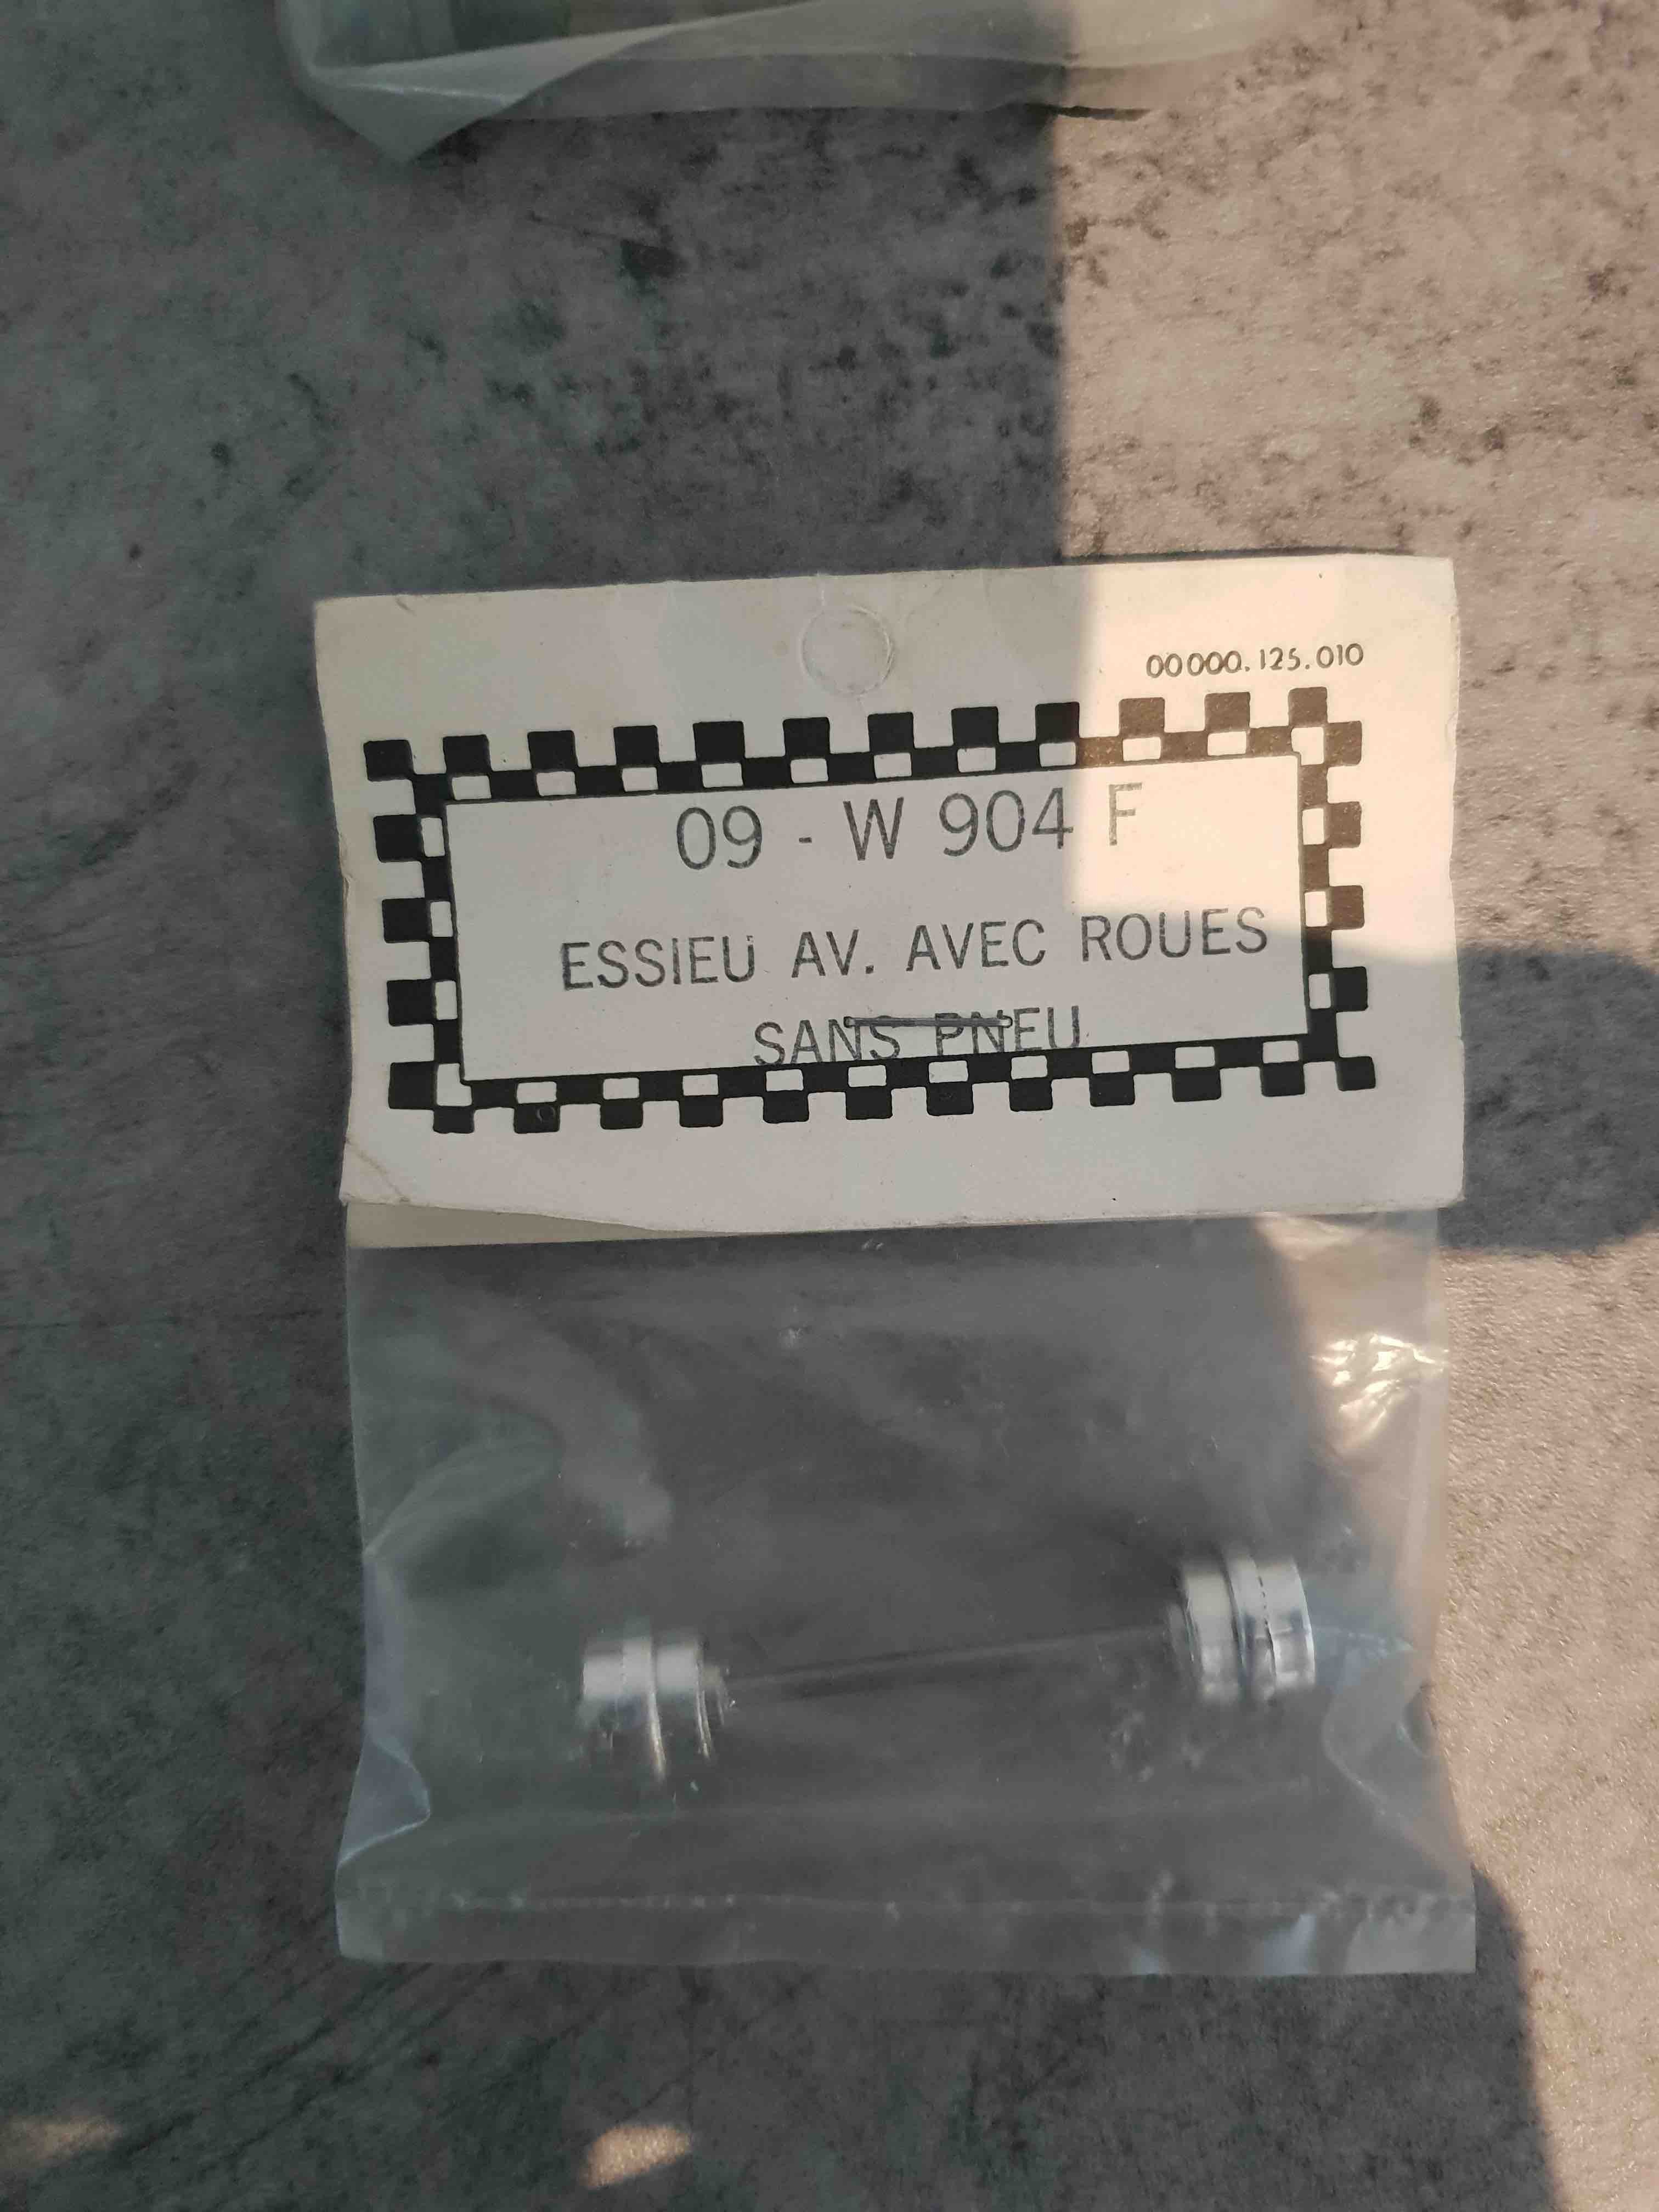 00000.125.010
09 - W 904 F
ESSIEU AV. AVEC ROUES
SANS PNEU